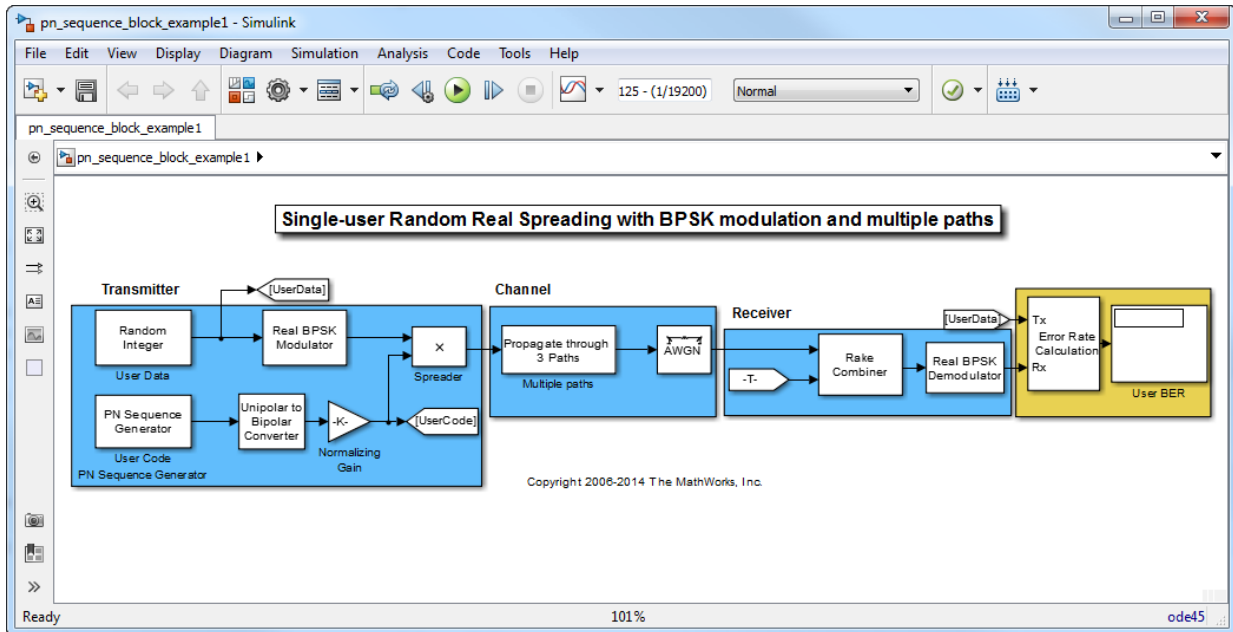 pn_sequence_block_example1 - Simulink
File Edit View Display Diagram Simulation Analysis Code Tools Help
125 - (1/19200) Normal
pn_sequence_block_example1
pn_sequence_block_example1
Single-user Random Real Spreading with BPSK modulation and multiple paths
Transmitter
[UserData]
Random
Integer
User Data
Real BPSK
Modulator
×
Spreader
PN Sequence
Generator
User Code
PN Sequence Generator
Unipolar to
Bipolar
Converter
-K-
Normalizing
Gain
[UserCode]
Channel
Propagate through
3 Paths
Multiple paths
AWGN
Receiver
-T-
Rake
Combiner
Real BPSK
Demodulator
[UserData]
Tx
Error Rate
Calculation
Rx
User BER
Copyright 2006-2014 The MathWorks, Inc.
Ready 101% ode45